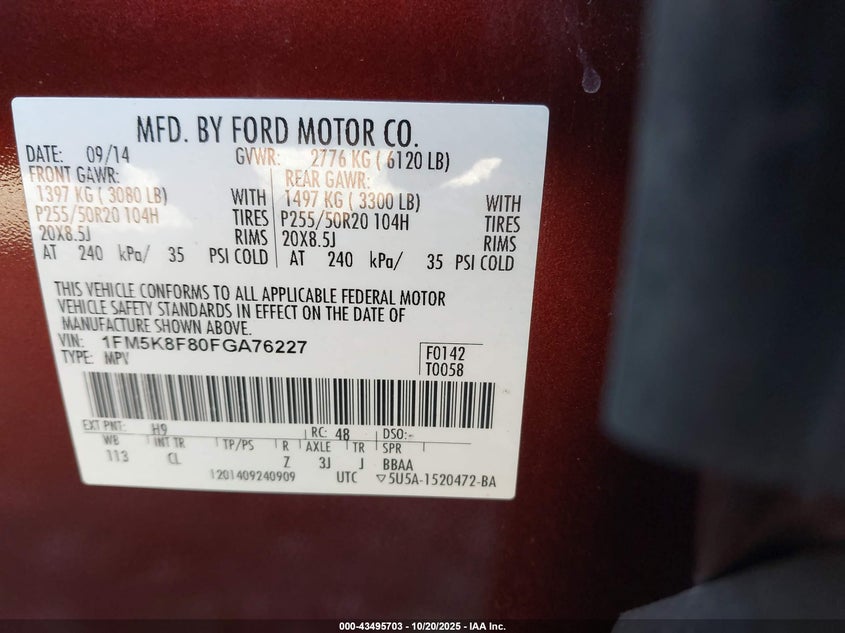 MFD. BY FORD MOTOR CO.
DATE: 09/14 GVWR: 2776 KG ( 6120 LB)
FRONT GAWR: REAR GAWR:
1397 KG ( 3080 LB) WITH 1497 KG ( 3300 LB) WITH
P255/50R20 104H TIRES P255/50R20 104H TIRES
20X8.5J RIMS 20X8.5J RIMS
AT 240 kPa/ 35 PSI COLD AT 240 kPa/ 35 PSI COLD
THIS VEHICLE CONFORMS TO ALL APPLICABLE FEDERAL MOTOR
VEHICLE SAFETY STANDARDS IN EFFECT ON THE DATE OF
MANUFACTURE SHOWN ABOVE.
VIN: 1FM5K8F80FGA76227 F0142
TYPE: MPV T0058
EXT PNT: H9 RC: 48 DSO:-
WB INT TR TP/PS R AXLE TR SPR
113 CL Z 3J J BBAA
1201409240909 UTC ▽5U5A-1520472-BA
000-43495703 - 10/20/2025 - IAA Inc.